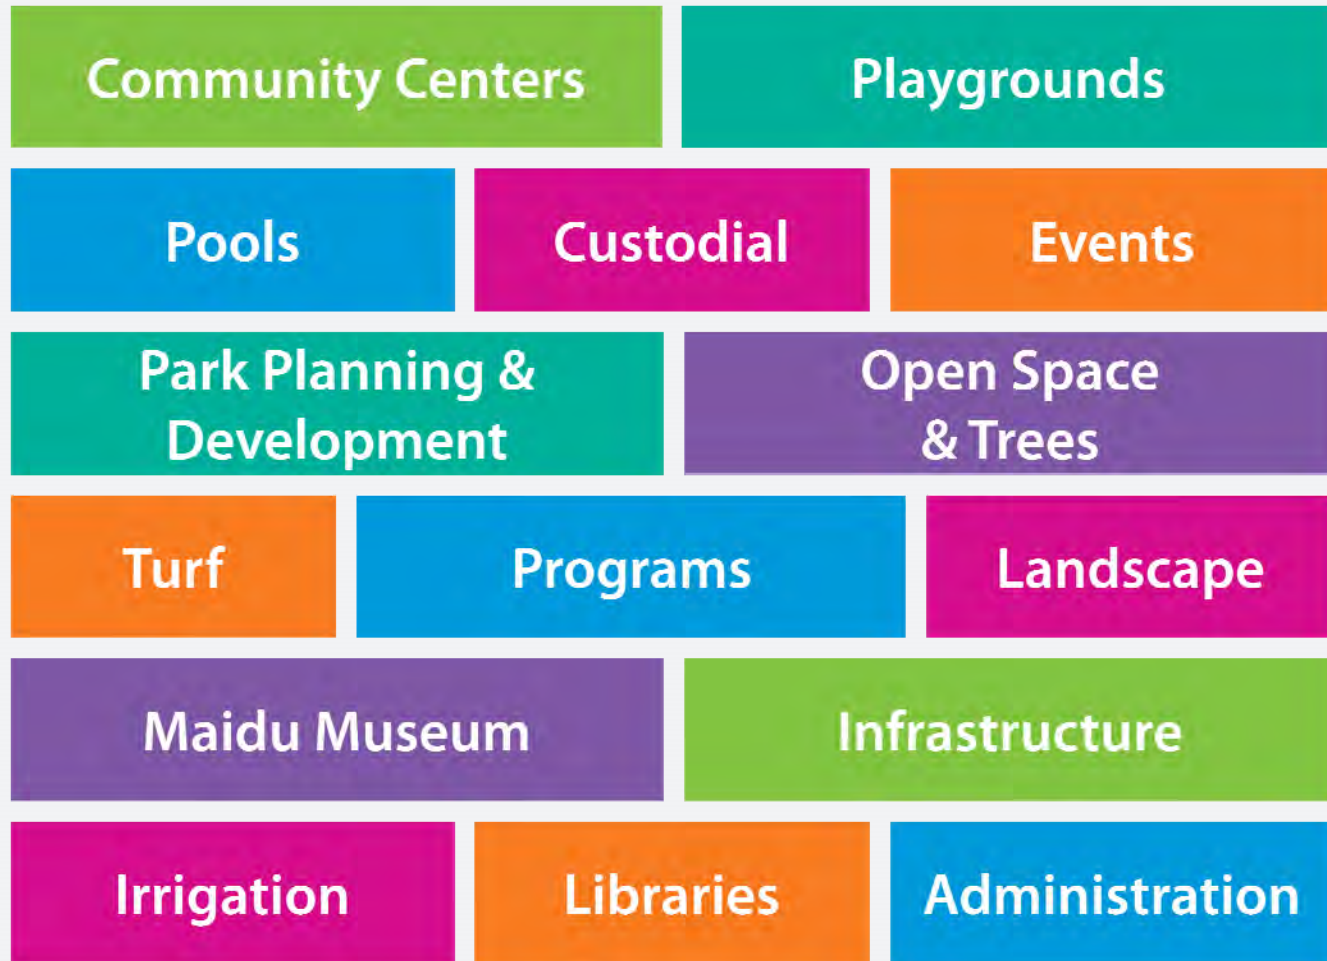 Community Centers
Playgrounds
Pools
Custodial
Events
Park Planning &
Development
Open Space
& Trees
Turf
Programs
Landscape
Maidu Museum
Infrastructure
Irrigation
Libraries
Administration